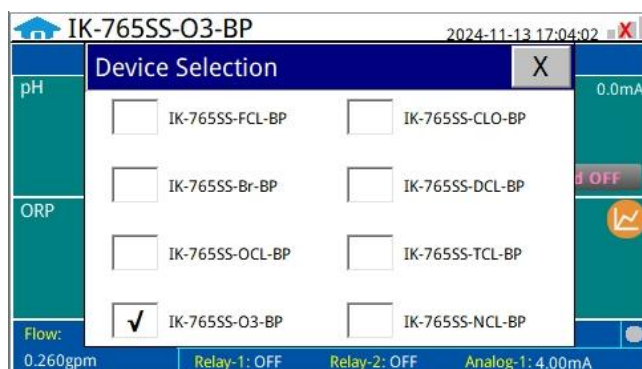 IK-765SS-O3-BP 2024-11-13 17:04:02
Device Selection X
pH 0.0mA
IK-765SS-FCL-BP IK-765SS-CLO-BP
IK-765SS-Br-BP IK-765SS-DCL-BP
OFF
ORP
IK-765SS-OCL-BP IK-765SS-TCL-BP
√ IK-765SS-O3-BP IK-765SS-NCL-BP
Flow:
0.260gpm Relay-1: OFF Relay-2: OFF Analog-1: 4.00mA